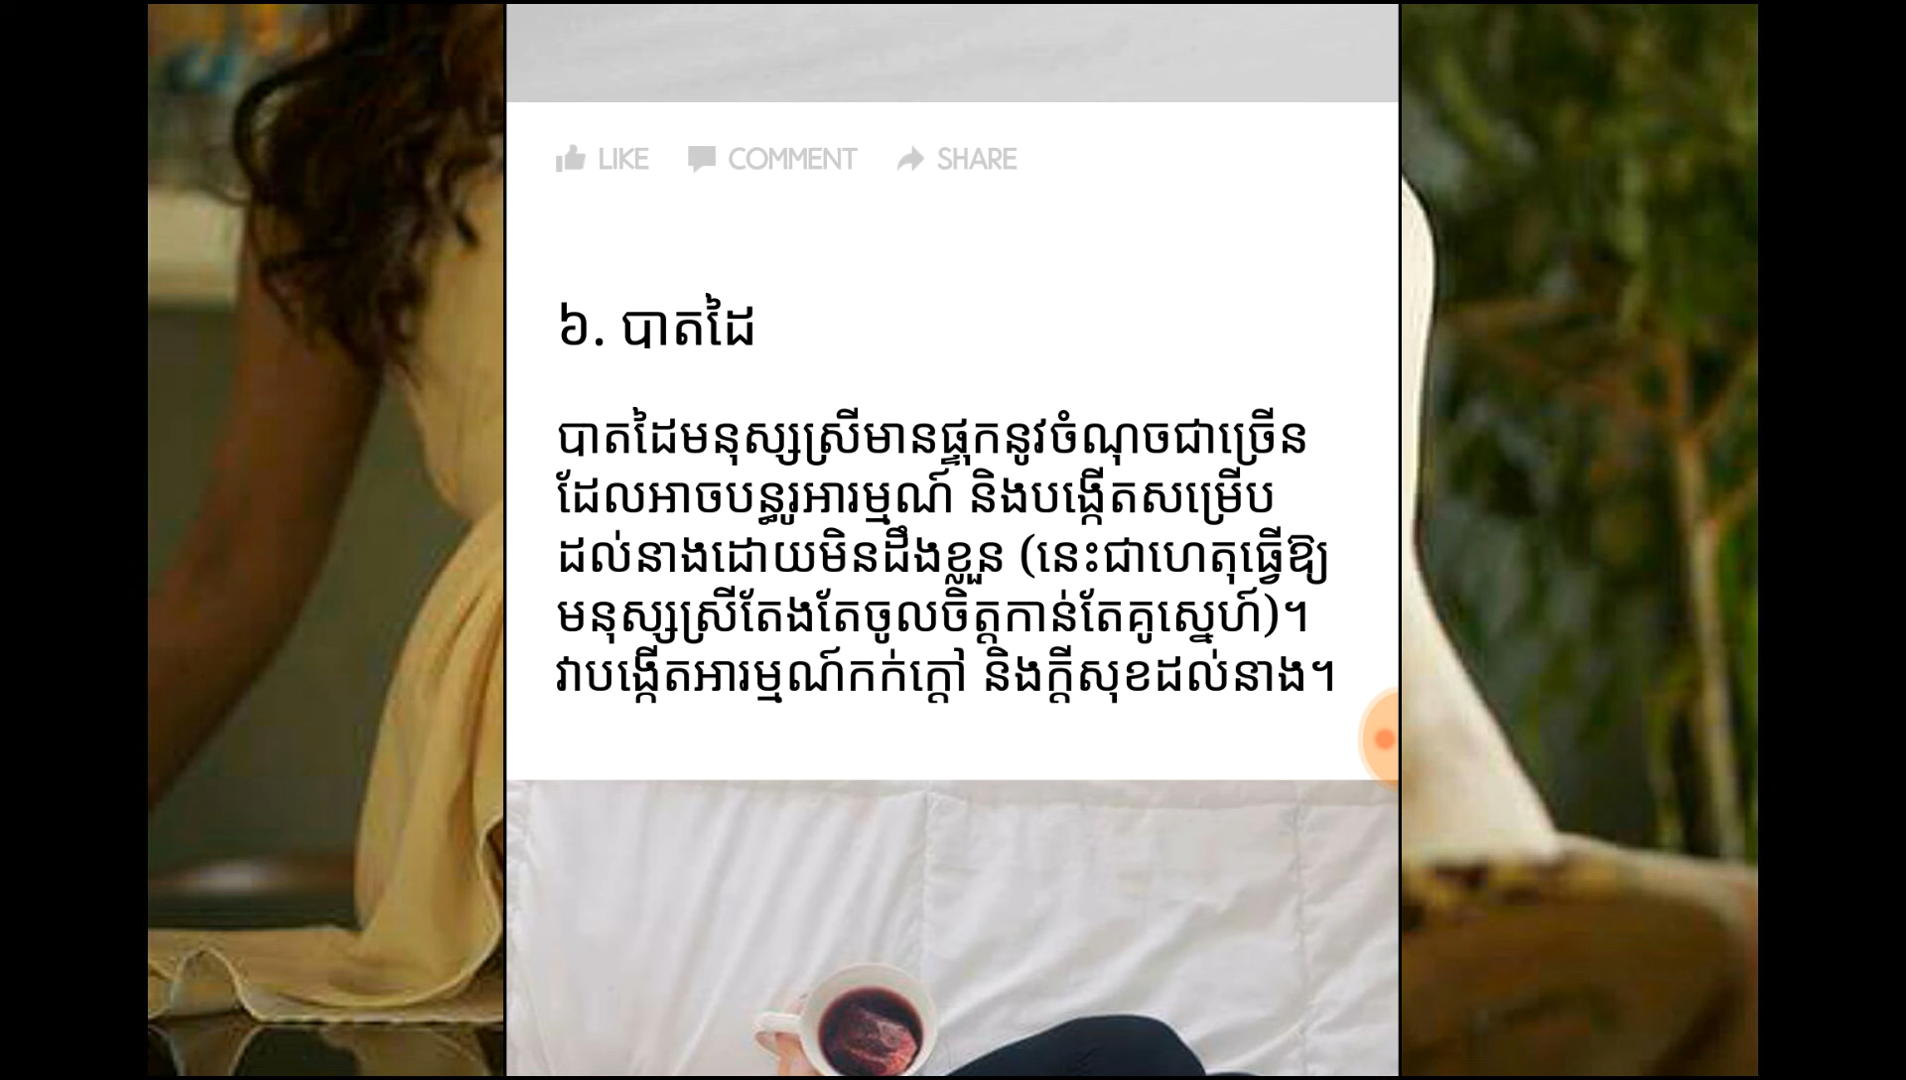 LIKE COMMENT SHARE
៦. បាតដៃ
បាតដៃមនុស្សស្រីមានផ្ទុកនូវចំណុចជាច្រើន
ដែលអាចបន្ធូរអារម្មណ៍ និងបង្កើតសម្រើប
ដល់នាងដោយមិនដឹងខ្លួន (នេះជាហេតុធ្វើឱ្យ
មនុស្សស្រីតែងតែចូលចិត្តកាន់តែគូស្នេហ៍)។
វាបង្កើតអារម្មណ៍កក់ក្ដៅ និងក្ដីសុខដល់នាង។